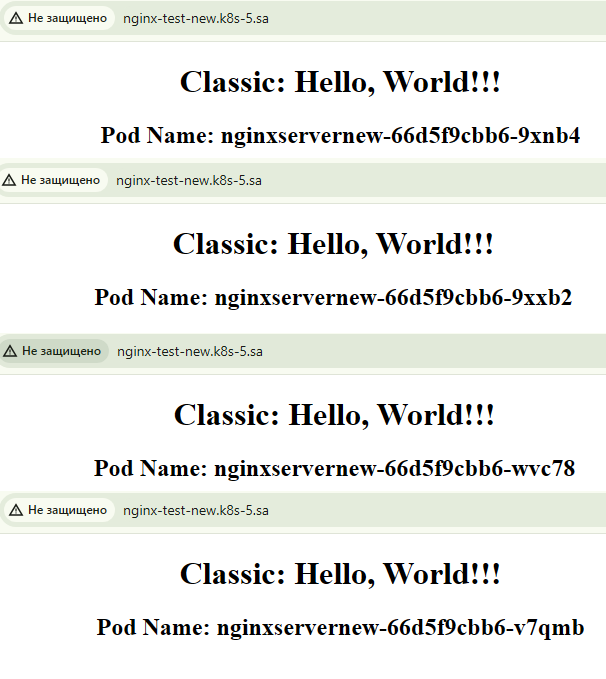 Не защищено nginx-test-new.k8s-5.sa
Classic: Hello, World!!!
Pod Name: nginxservernew-66d5f9cbb6-9xnb4
Не защищено nginx-test-new.k8s-5.sa
Classic: Hello, World!!!
Pod Name: nginxservernew-66d5f9cbb6-9xxb2
Не защищено nginx-test-new.k8s-5.sa
Classic: Hello, World!!!
Pod Name: nginxservernew-66d5f9cbb6-wvc78
Не защищено nginx-test-new.k8s-5.sa
Classic: Hello, World!!!
Pod Name: nginxservernew-66d5f9cbb6-v7qmb